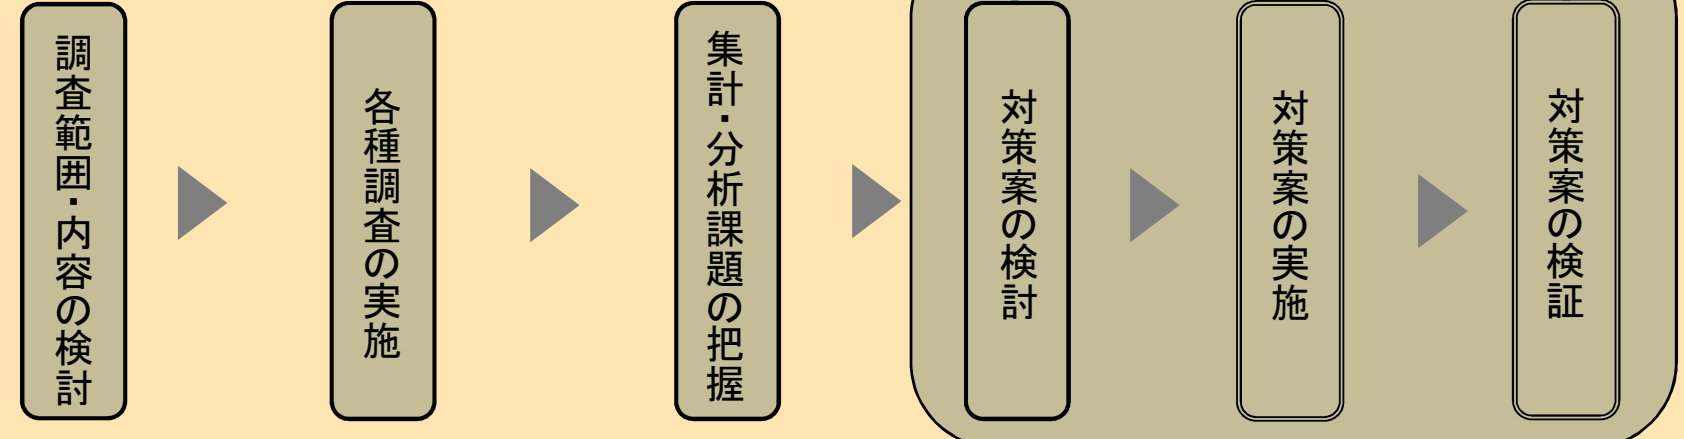 調査範囲・内容の検討
各種調査の実施
集計・分析課題の把握
対策案の検討
対策案の実施
対策案の検証